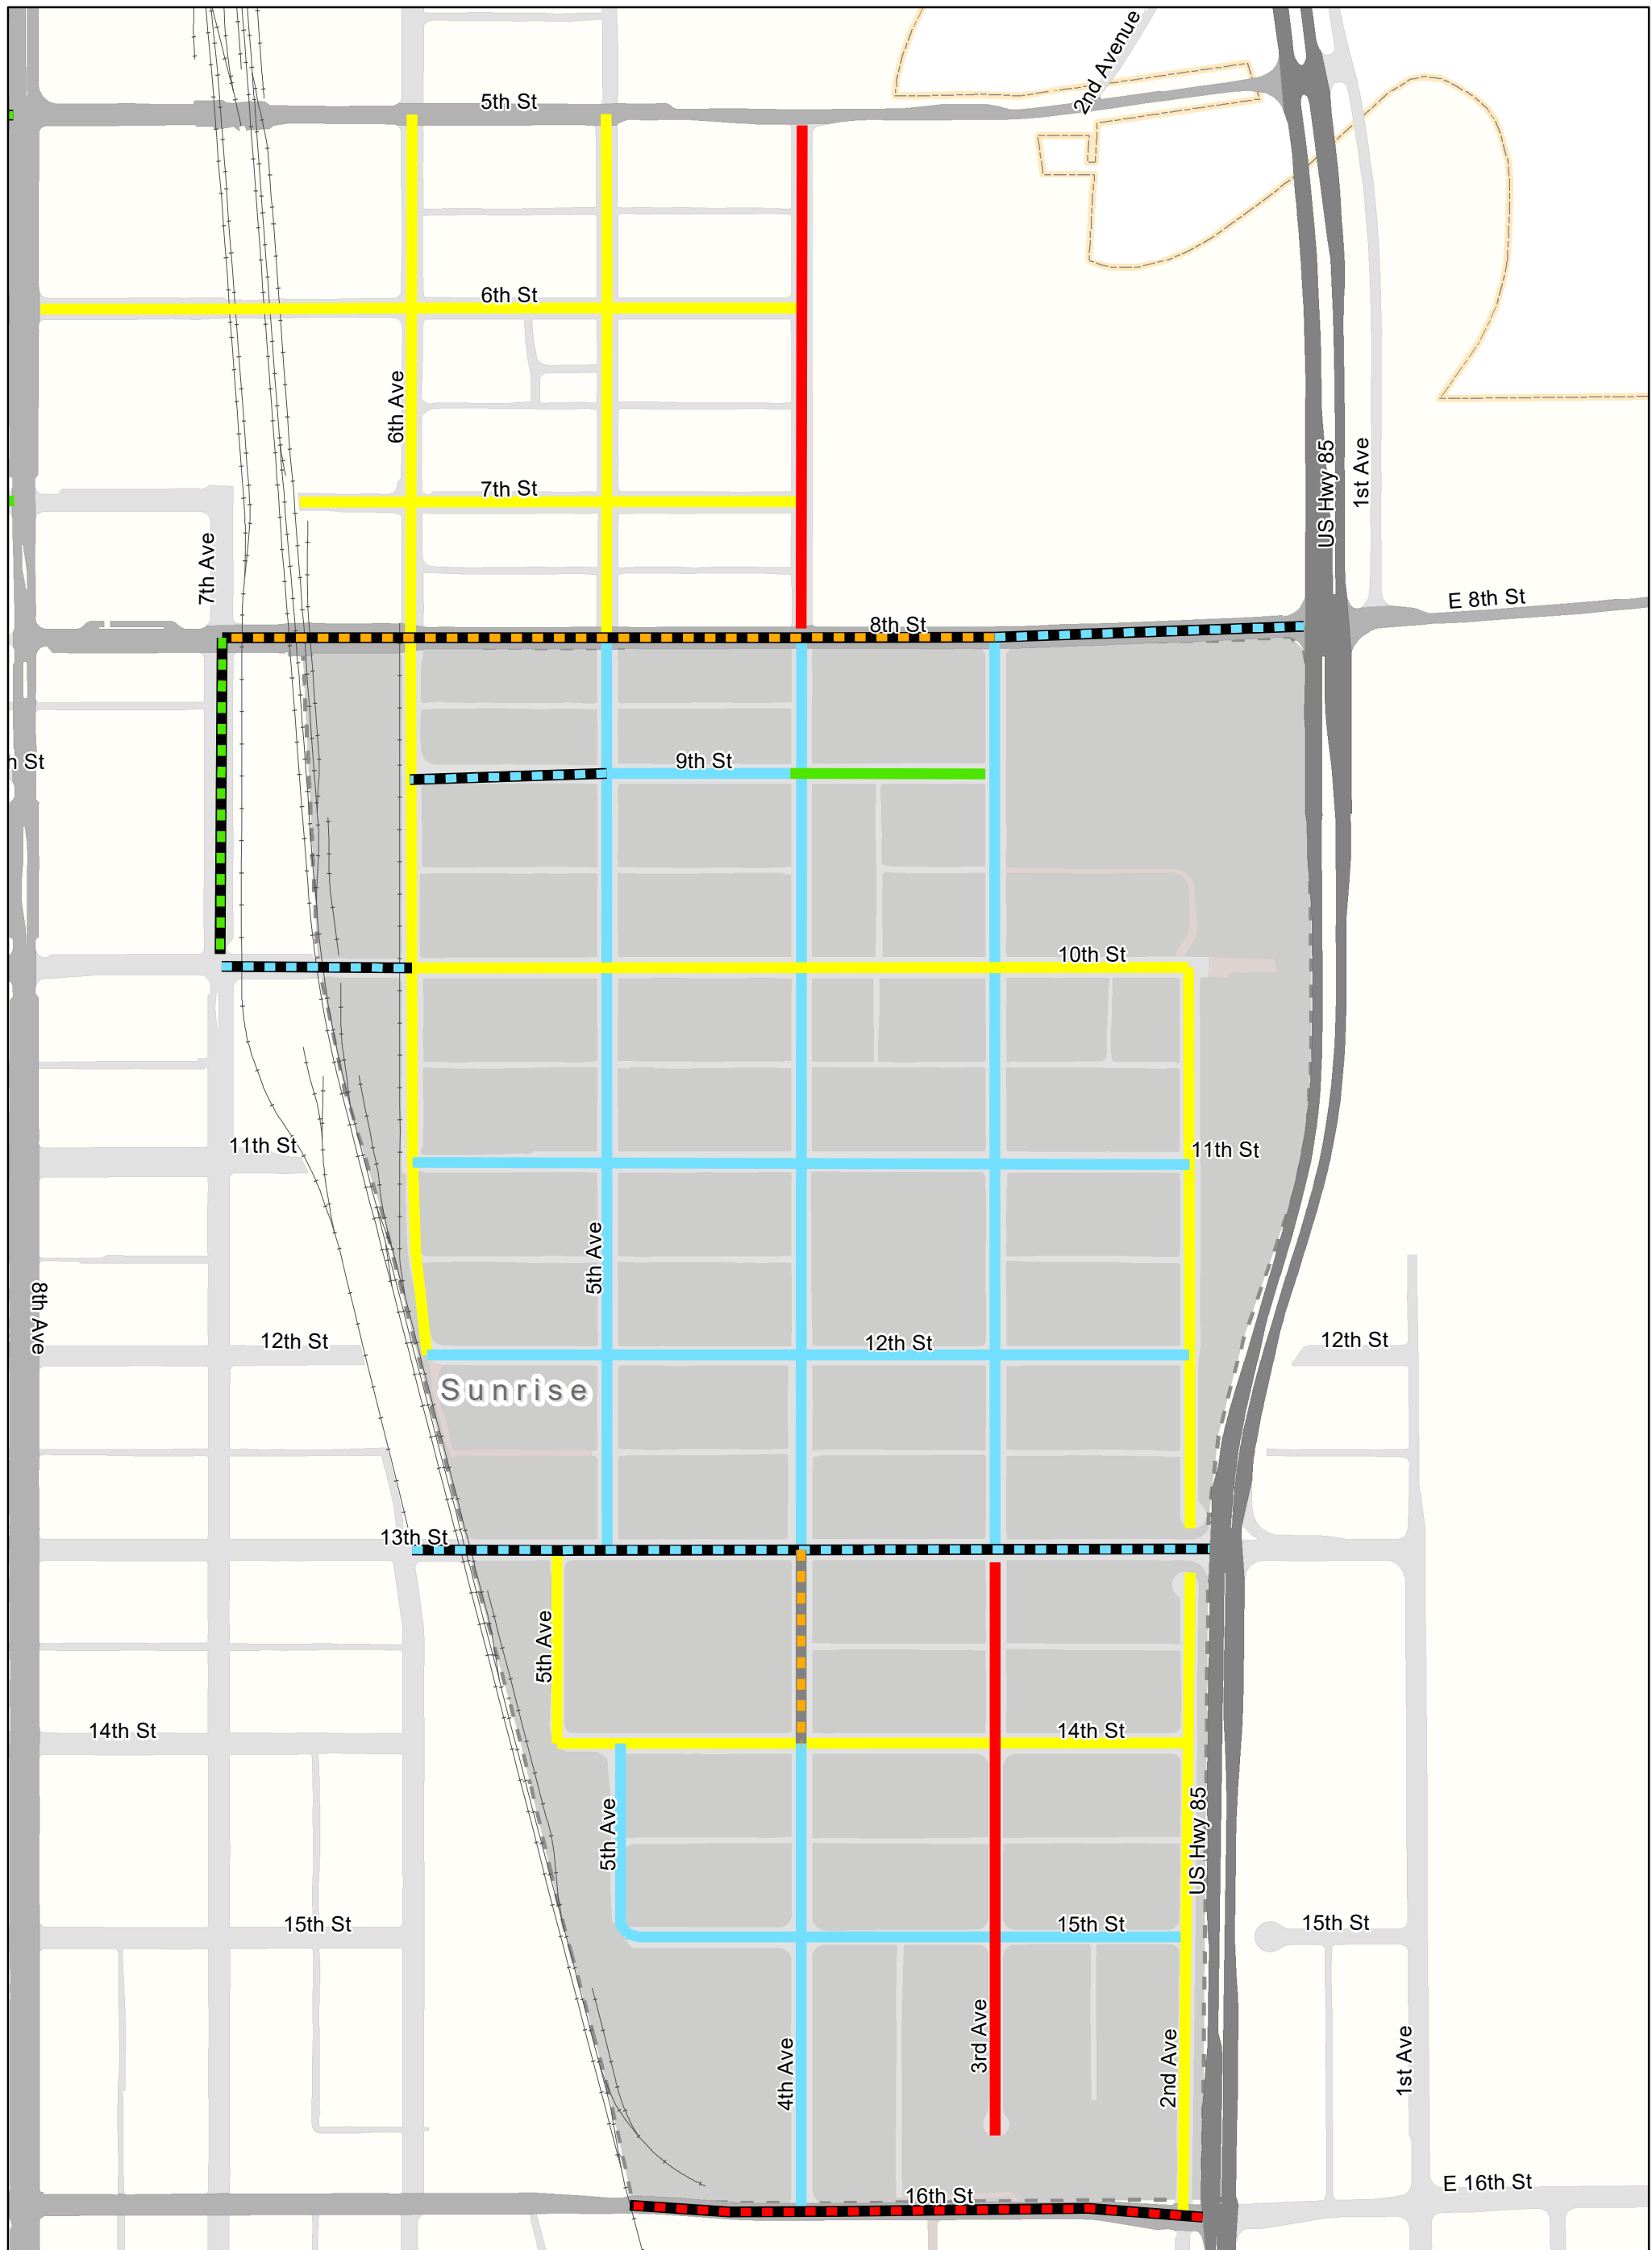 2nd Avenue
5th St
6th St
6th Ave
7th St
US Hwy 85
1st Ave
7th Ave
E 8th St
8th St
h St
9th St
10th St
11th St
11th St
5th Ave
8th Ave
12th St
12th St
12th St
Sunrise
13th St
5th Ave
14th St
14th St
5th Ave
US Hwy 85
15th St
15th St
15th St
4th Ave
3rd Ave
2nd Ave
1st Ave
16th St
E 16th St